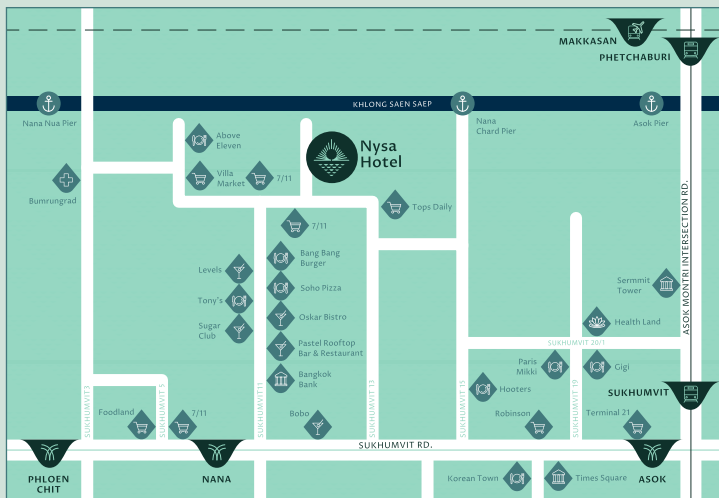 MAKKASAN
PHETCHABURI
KHLONG SAEN SAEP
Nana Nua Pier
Nana
Chard Pier
Asok Pier
Above
Eleven
Nysa
Hotel
Villa
Market
7/11
Bumrungrad
Tops Daily
7/11
ASOK MONTRI INTERSECTION RD.
Bang Bang
Burger
Levels
Soho Pizza
Tony's
Sermmit
Tower
Oskar Bistro
Sugar
Club
Health Land
Pastel Rooftop
Bar & Restaurant
SUKHUMVIT 20/1
Bangkok
Bank
Paris
Mikki
Gigi
Hooters
SUKHUMVIT
SUKHUMVIT 3
SUKHUMVIT 5
SUKHUMVIT 11
SUKHUMVIT 13
SUKHUMVIT 15
SUKHUMVIT 19
Foodland
7/11
Bobo
Robinson
Terminal 21
SUKHUMVIT RD.
PHLOEN
CHIT
NANA
Korean Town
Times Square
ASOK